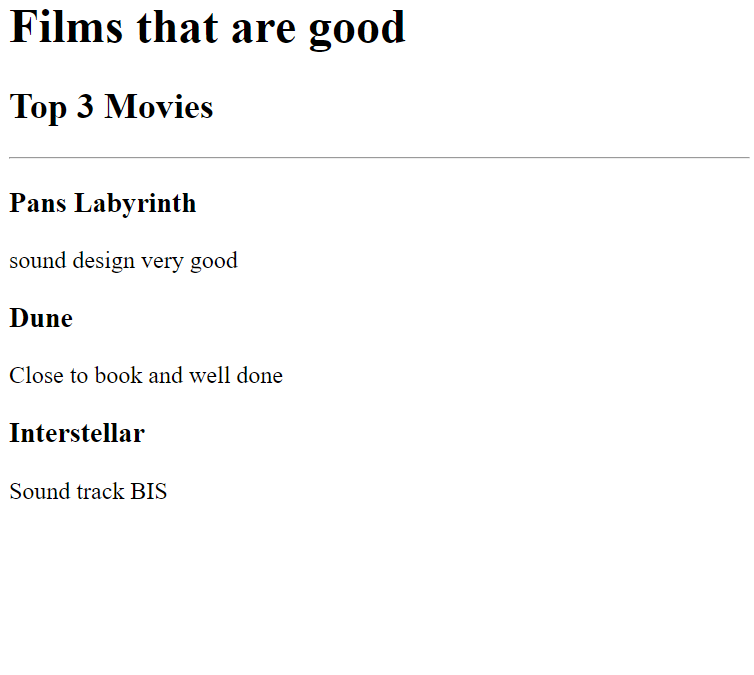 Films that are good
Top 3 Movies
Pans Labyrinth
sound design very good
Dune
Close to book and well done
Interstellar
Sound track BIS